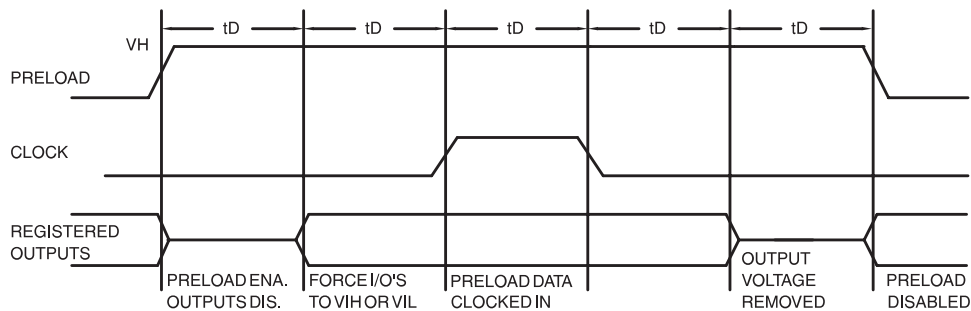 tD tD tD tD tD
VH
PRELOAD
CLOCK
REGISTERED
OUTPUTS
PRELOAD ENA.
OUTPUTS DIS.
FORCE I/O'S
TO VIH OR VIL
PRELOAD DATA
CLOCKED IN
OUTPUT
VOLTAGE
REMOVED
PRELOAD
DISABLED